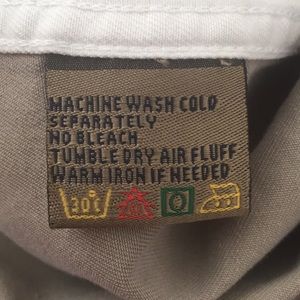 MACHINE WASH COLD
SEPARATELY
NO BLEACH
TUMBLE DRY AIR FLUFF
WARM IRON IF NEEDED
30°C